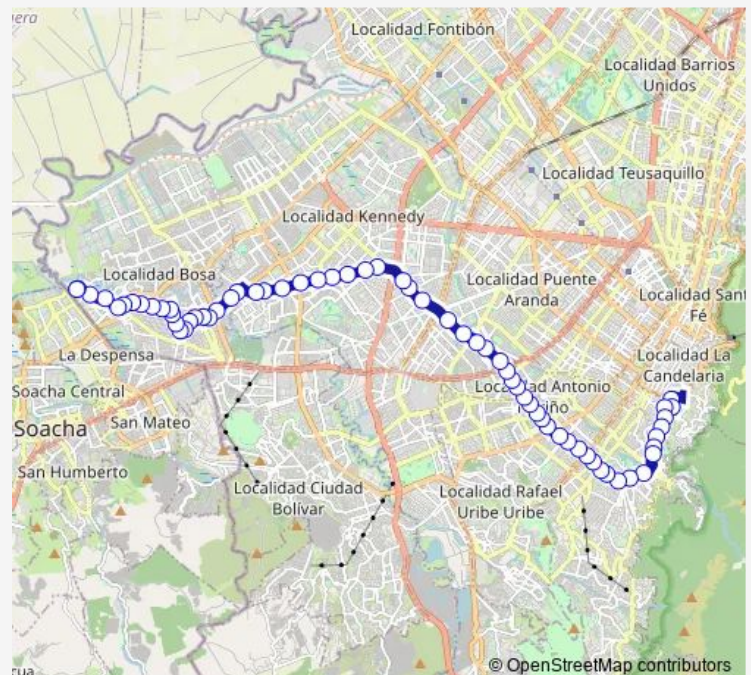 Localidad Fontibón
Localidad Barrios
Unidos
Localidad Teusaquillo
Localidad Kennedy
Localidad Bosa
Localidad Puente
Aranda
Localidad Sant
Fé
La Despensa
Localidad La
Candelaria
Soacha Central
San Mateo
Soacha
San Humberto
Localidad Ciudad
Bolívar
Localidad Rafael
Uribe Uribe
© OpenStreetMap contributors